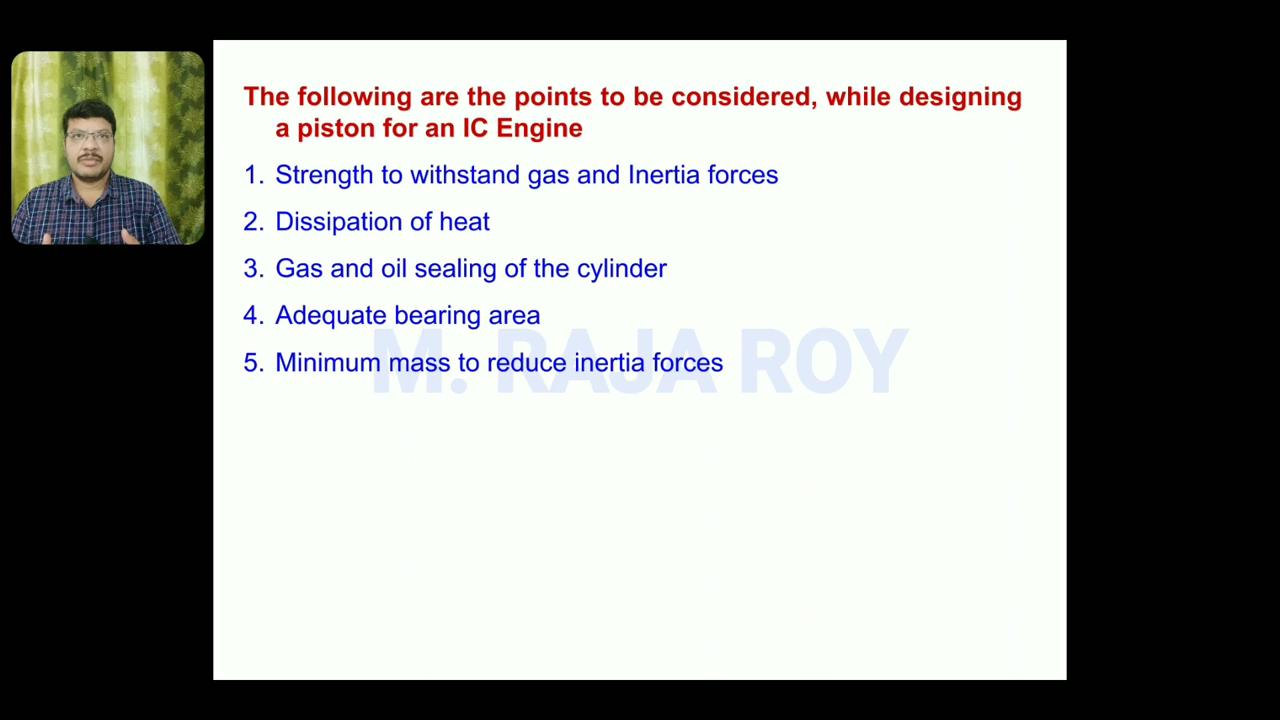 The following are the points to be considered, while designing
a piston for an IC Engine
1. Strength to withstand gas and Inertia forces
2. Dissipation of heat
3. Gas and oil sealing of the cylinder
4. Adequate bearing area
M. RAJA ROY
5. Minimum mass to reduce inertia forces